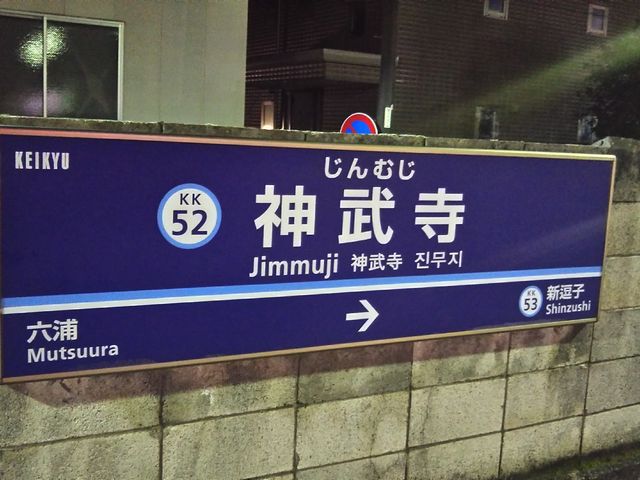 KEIKYU
じんむじ
KK
52
神武寺
Jimmuji 神武寺 진무지
六浦
Mutsuura
→
KK
53
新逗子
Shinzushi